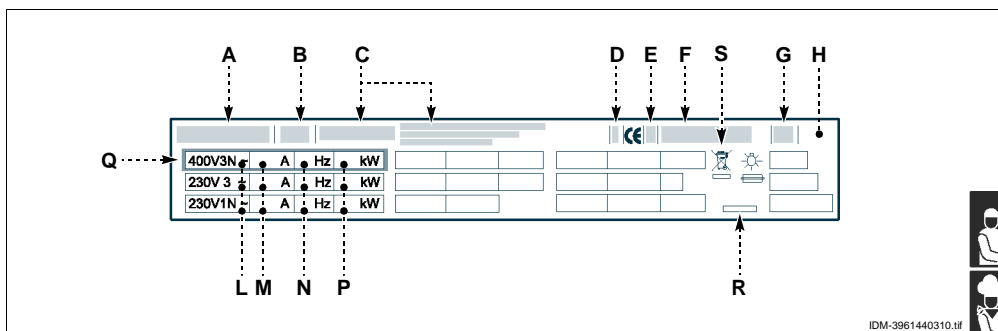 A B C D E F S G H
CE
Q
400V3N ~ A Hz kW
230V 3 ~ A Hz kW
230V1N ~ A Hz kW
L M N P R
IDM-3961440310.tif